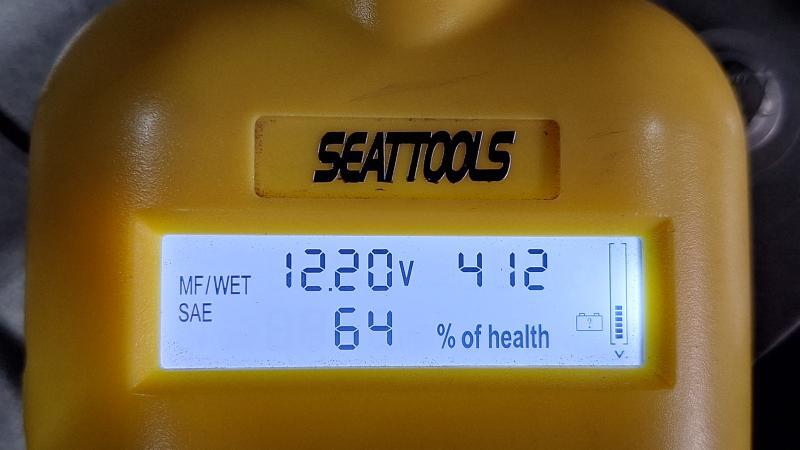 SEATTOOLS
MF/WET 12.20V 412
SAE 64 % of health
?
V